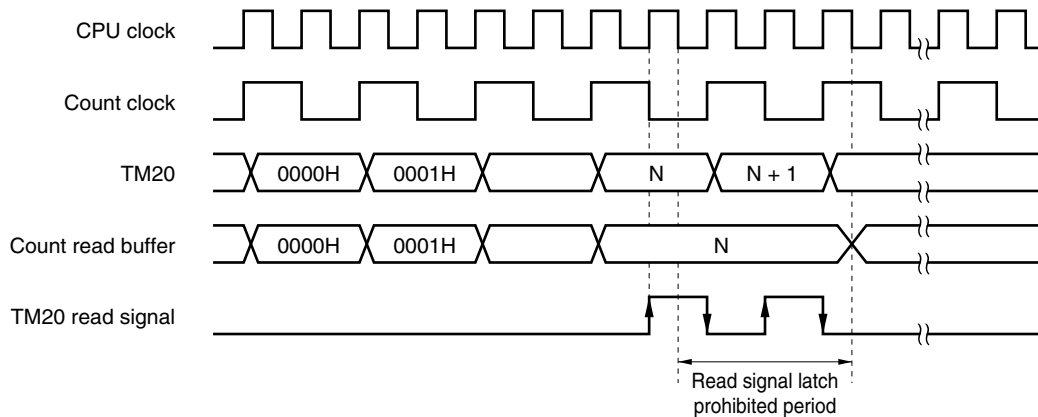 CPU clock
Count clock
TM20
0000H
0001H
N
N + 1
Count read buffer
0000H
0001H
N
TM20 read signal
Read signal latch
prohibited period